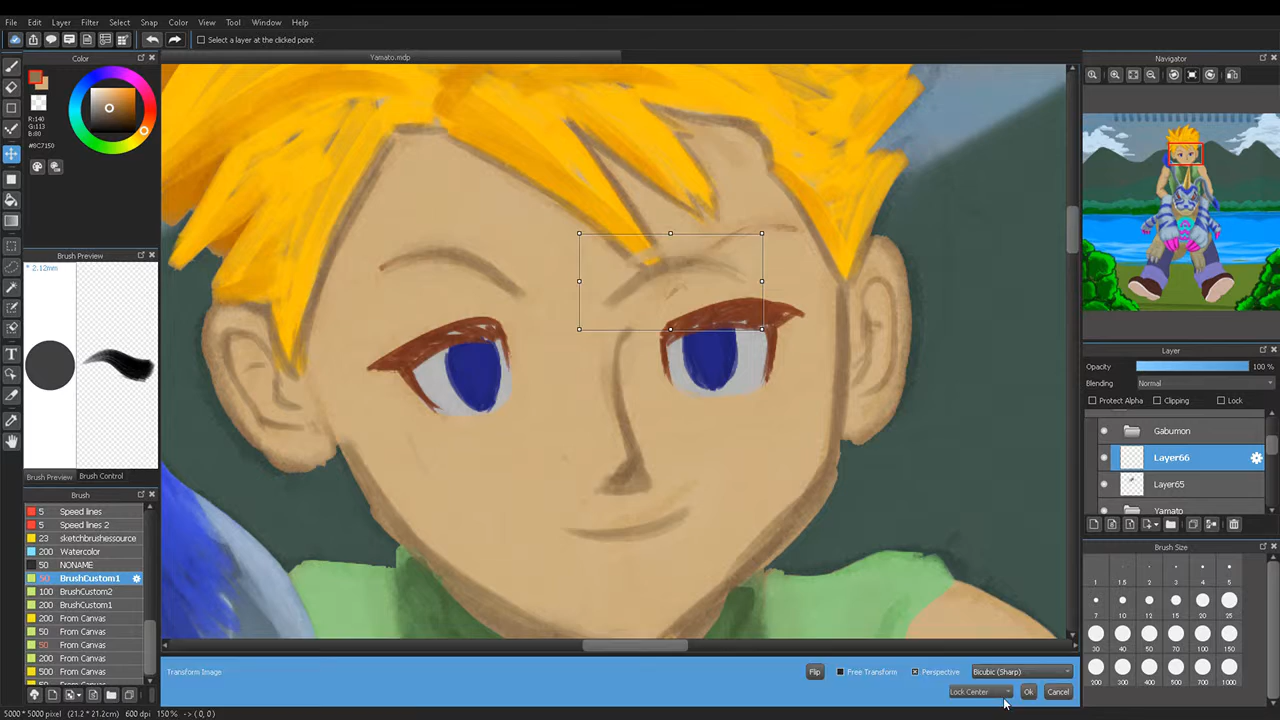 File Edit Layer Filter Select Snap Color View Tool Window Help
Select a layer at the clicked point
Color
Yamato.mdp
Navigator
R:140
G:113
B:80
#8C7150
Brush Preview
* 2.12mm
Brush Preview Brush Control
Brush
5 Speed lines
5 Speed lines 2
23 sketchbrushessource
200 Watercolor
50 NONAME
50 BrushCustom1
100 BrushCustom2
200 BrushCustom1
200 From Canvas
50 From Canvas
50 From Canvas
200 From Canvas
500 From Canvas
Layer
Opacity 100 %
Blending Normal
Protect Alpha Clipping Lock
Gabumon
Layer66
Layer65
Yamato
Brush Size
1 1.5 2 3 4 5
7 10 12 15 20 25
30 40 50 70 100 150
200 300
Transform Image Flip Free Transform Perspective Bicubic (Sharp)
Lock Center Ok Cancel
5000 * 5000 pixel (21.2 * 21.2cm) 600 dpi 150 % -> ( 0, 0 )